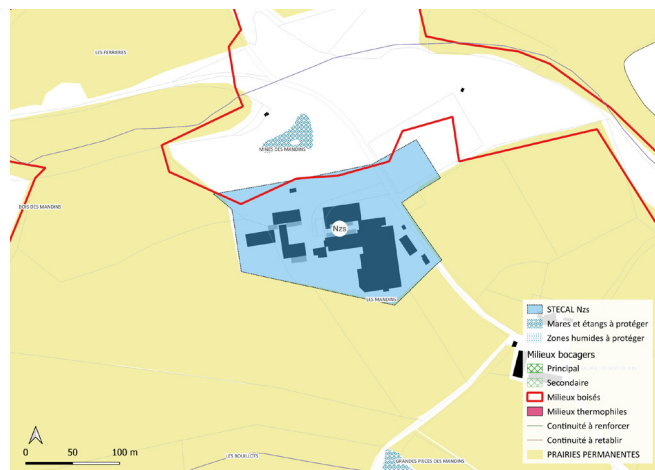 LES FERRIERES
MINES DES MANDINS
BOIS DES MANDINS
Nzs
LES MANDINS
STECAL Nzs
Mares et étangs à protéger
Zones humides à protéger
Milieux bocagers
Principal
Secondaire
Milieux boisés
Milieux thermophiles
Continuité à renforcer
Continuité à retablir
PRAIRIES PERMANENTES
0 50 100 m
LES BOUILLOTS
GRANDES PIECES DES MANDINS